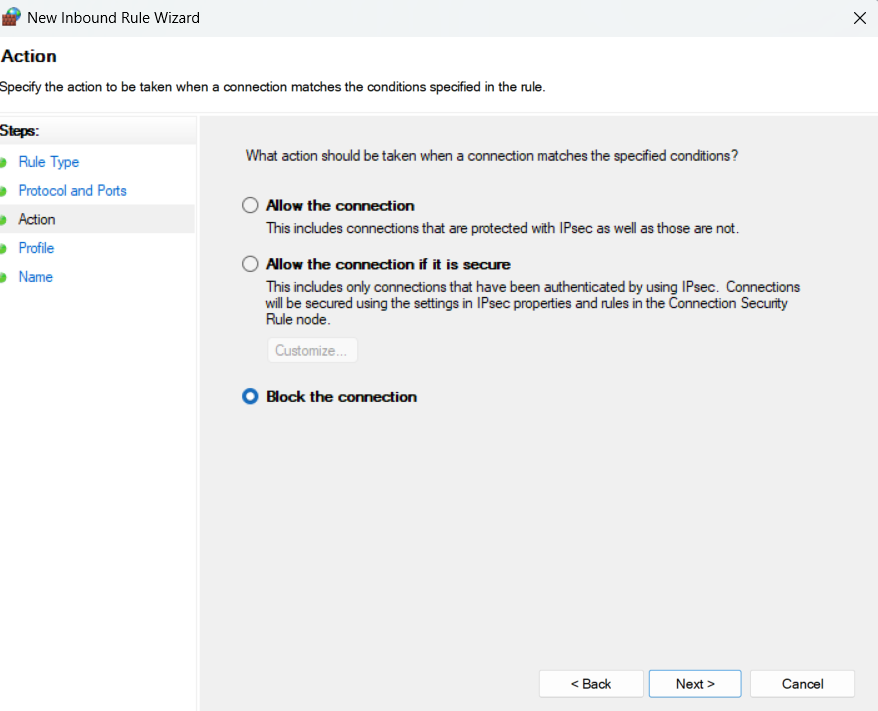 New Inbound Rule Wizard
Action
Specify the action to be taken when a connection matches the conditions specified in the rule.
Steps:
Rule Type
Protocol and Ports
Action
Profile
Name
What action should be taken when a connection matches the specified conditions?
Allow the connection
This includes connections that are protected with IPsec as well as those are not.
Allow the connection if it is secure
This includes only connections that have been authenticated by using IPsec. Connections
will be secured using the settings in IPsec properties and rules in the Connection Security
Rule node.
Customize...
Block the connection
< Back
Next >
Cancel